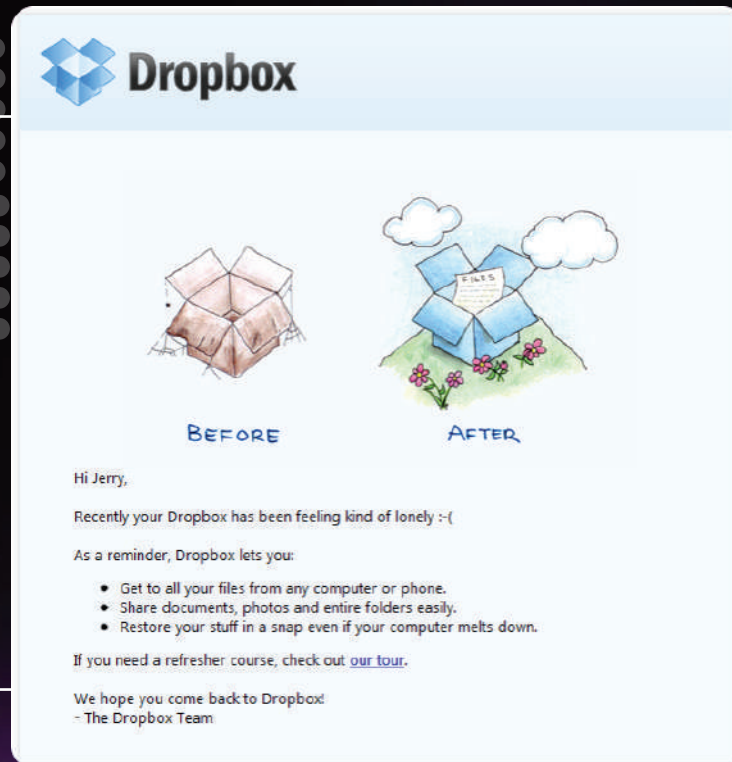 Dropbox
FILES
BEFORE
AFTER
Hi Jerry,
Recently your Dropbox has been feeling kind of lonely :-(
As a reminder, Dropbox lets you:
• Get to all your files from any computer or phone.
• Share documents, photos and entire folders easily.
• Restore your stuff in a snap even if your computer melts down.
If you need a refresher course, check out our tour.
We hope you come back to Dropbox!
- The Dropbox Team